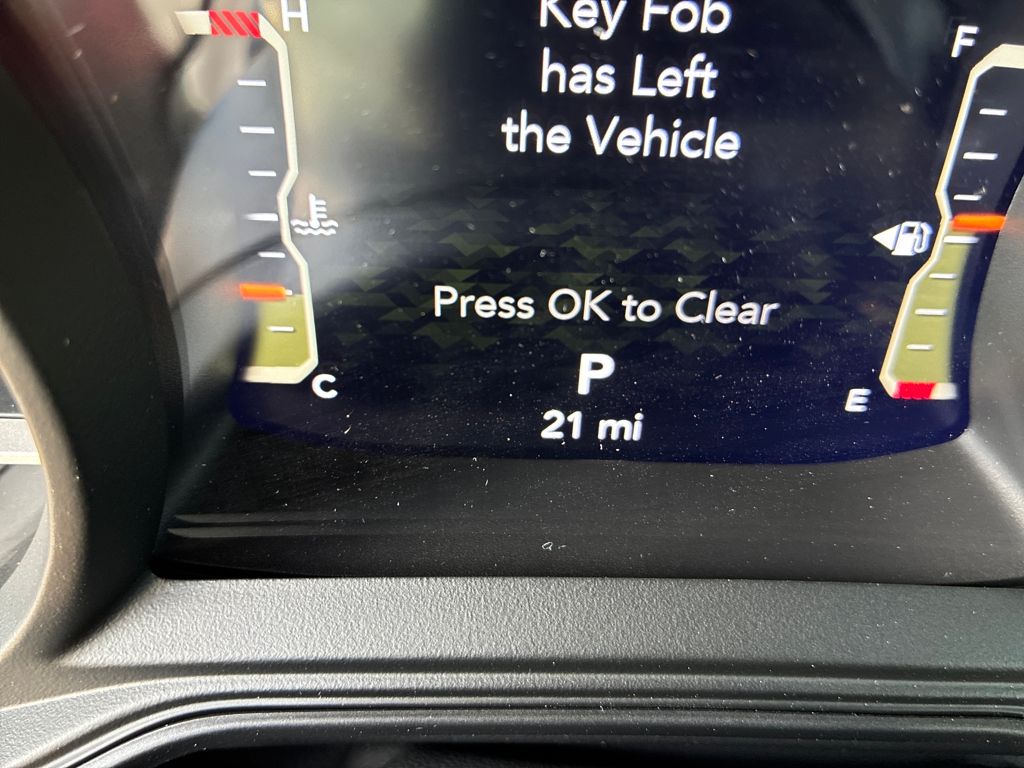 H
Key Fob
has Left
the Vehicle
F
Press OK to Clear
P
C
E
21 mi